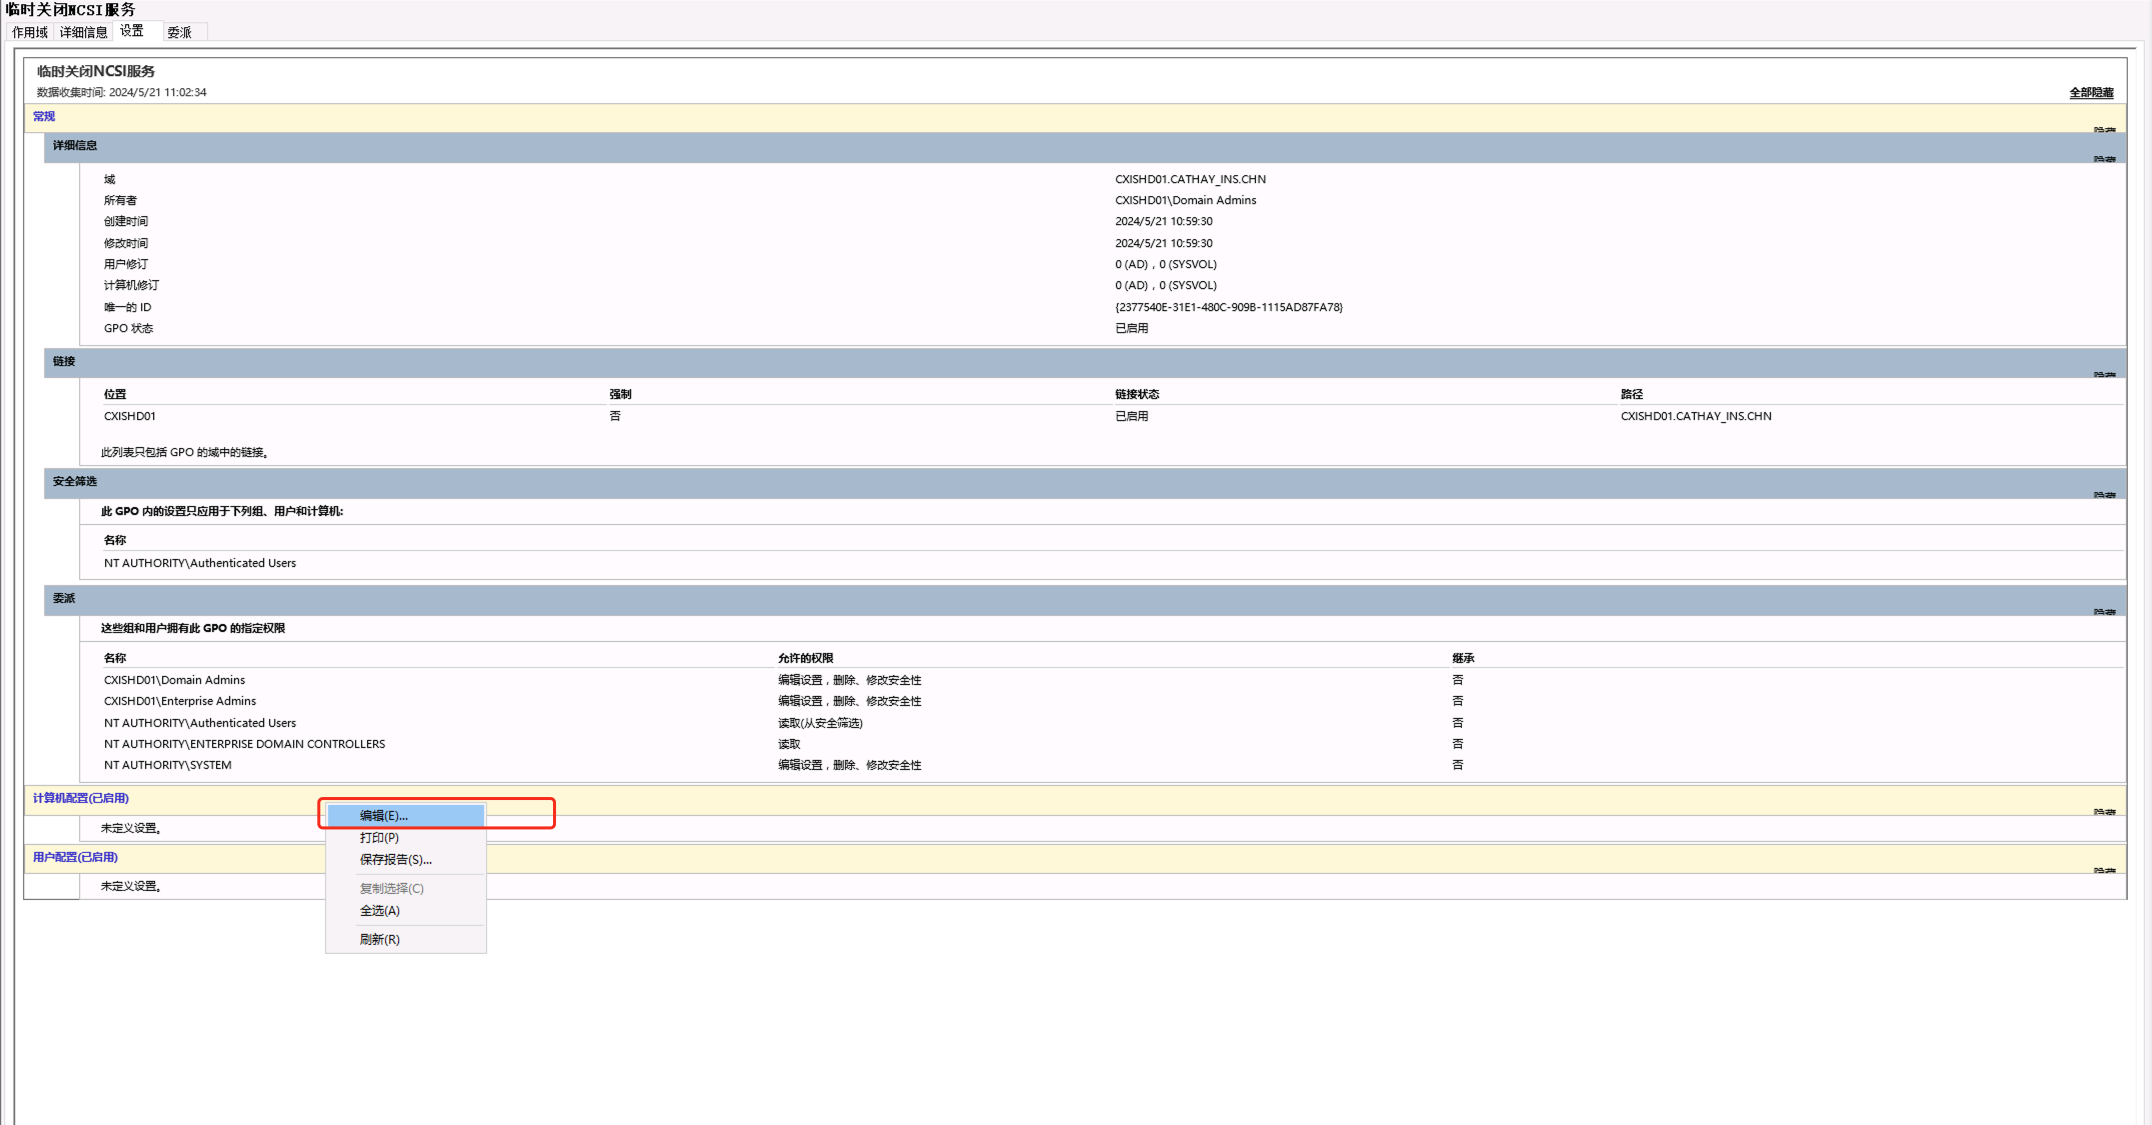 临时关闭NCSI服务
作用域 详细信息 设置 委派
临时关闭NCSI服务
数据收集时间: 2024/5/21 11:02:34
全部隐藏
常规
隐藏
详细信息
隐藏
域 CXISHD01.CATHAY_INS.CHN
所有者 CXISHD01\Domain Admins
创建时间 2024/5/21 10:59:30
修改时间 2024/5/21 10:59:30
用户修订 0 (AD)，0 (SYSVOL)
计算机修订 0 (AD)，0 (SYSVOL)
唯一的 ID {2377540E-31E1-480C-909B-1115AD87FA78}
GPO 状态 已启用
链接
隐藏
位置 强制 链接状态 路径
CXISHD01 否 已启用 CXISHD01.CATHAY_INS.CHN
此列表只包括 GPO 的域中的链接。
安全筛选
隐藏
此 GPO 内的设置只应用于下列组、用户和计算机:
名称
NT AUTHORITY\Authenticated Users
委派
隐藏
这些组和用户拥有此 GPO 的指定权限
名称 允许的权限 继承
CXISHD01\Domain Admins 编辑设置，删除、修改安全性 否
CXISHD01\Enterprise Admins 编辑设置，删除、修改安全性 否
NT AUTHORITY\Authenticated Users 读取(从安全筛选) 否
NT AUTHORITY\ENTERPRISE DOMAIN CONTROLLERS 读取 否
NT AUTHORITY\SYSTEM 编辑设置，删除、修改安全性 否
计算机配置(已启用)
隐藏
未定义设置。
用户配置(已启用)
隐藏
未定义设置。
编辑(E)...
打印(P)
保存报告(S)...
复制选择(C)
全选(A)
刷新(R)